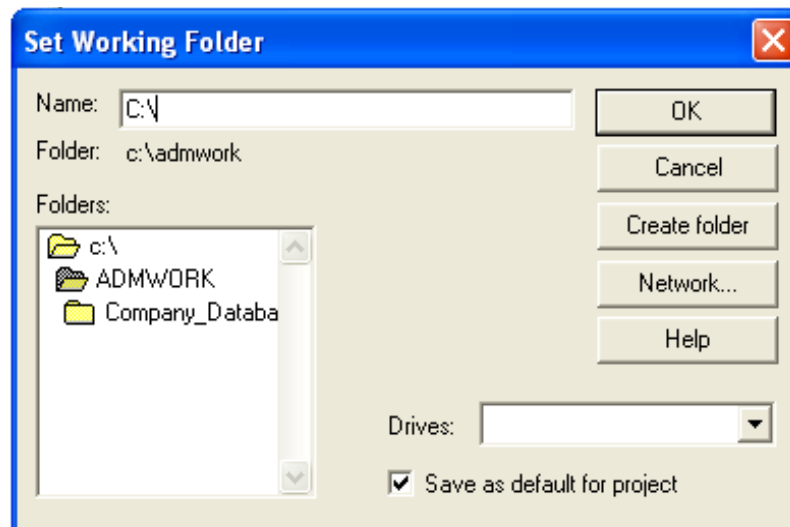 Set Working Folder
Name: C:\
OK
Folder: c:\admwork
Cancel
Folders:
Create folder
c:\
ADMWORK
Network...
Company_Databa
Help
Drives:
Save as default for project